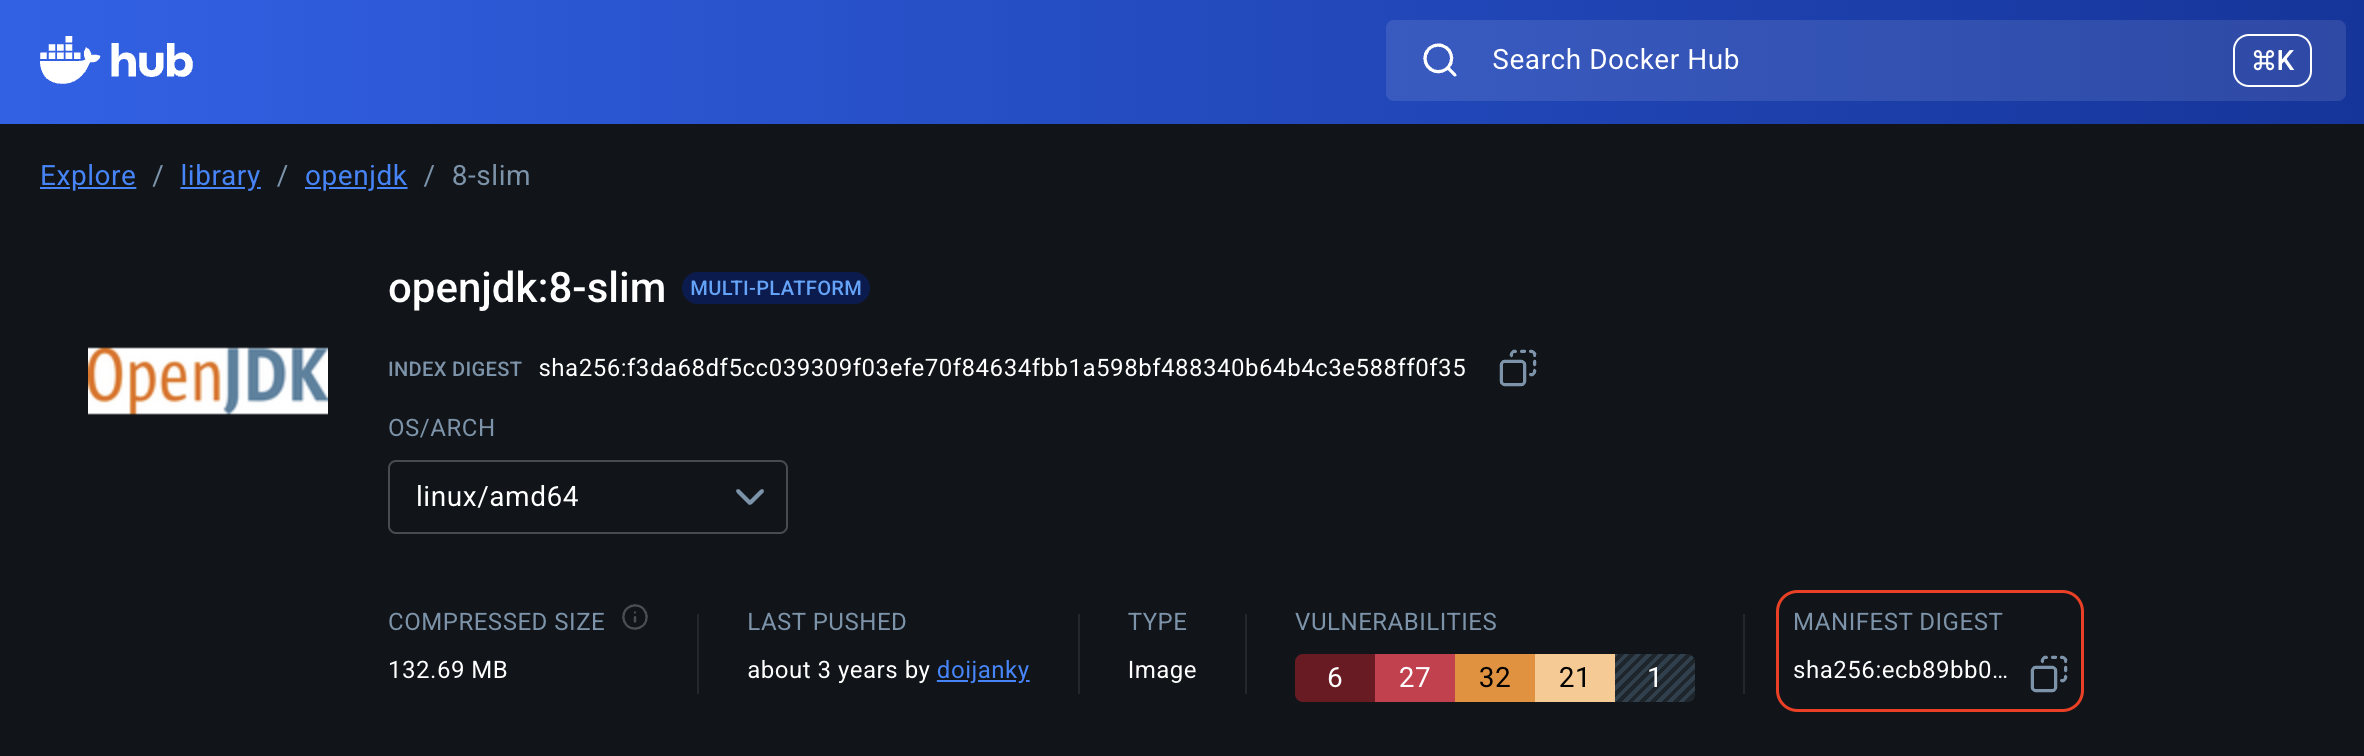 hub
Search Docker Hub
⌘K
Explore / library / openjdk / 8-slim
openjdk:8-slim MULTI-PLATFORM
OpenJDK
INDEX DIGEST sha256:f3da68df5cc039309f03efe70f84634fbb1a598bf488340b64b4c3e588ff0f35
OS/ARCH
linux/amd64
COMPRESSED SIZE
132.69 MB
LAST PUSHED
about 3 years by doijanky
TYPE
Image
VULNERABILITIES
6 27 32 21 1
MANIFEST DIGEST
sha256:ecb89bb0...